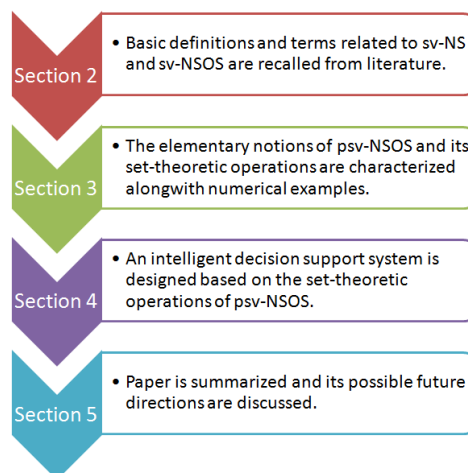 Section 2
• Basic definitions and terms related to sv-NS
and sv-NSOS are recalled from literature.
Section 3
• The elementary notions of psv-NSOS and its
set-theoretic operations are characterized
alongwith numerical examples.
Section 4
• An intelligent decision support system is
designed based on the set-theoretic
operations of psv-NSOS.
Section 5
• Paper is summarized and its possible future
directions are discussed.